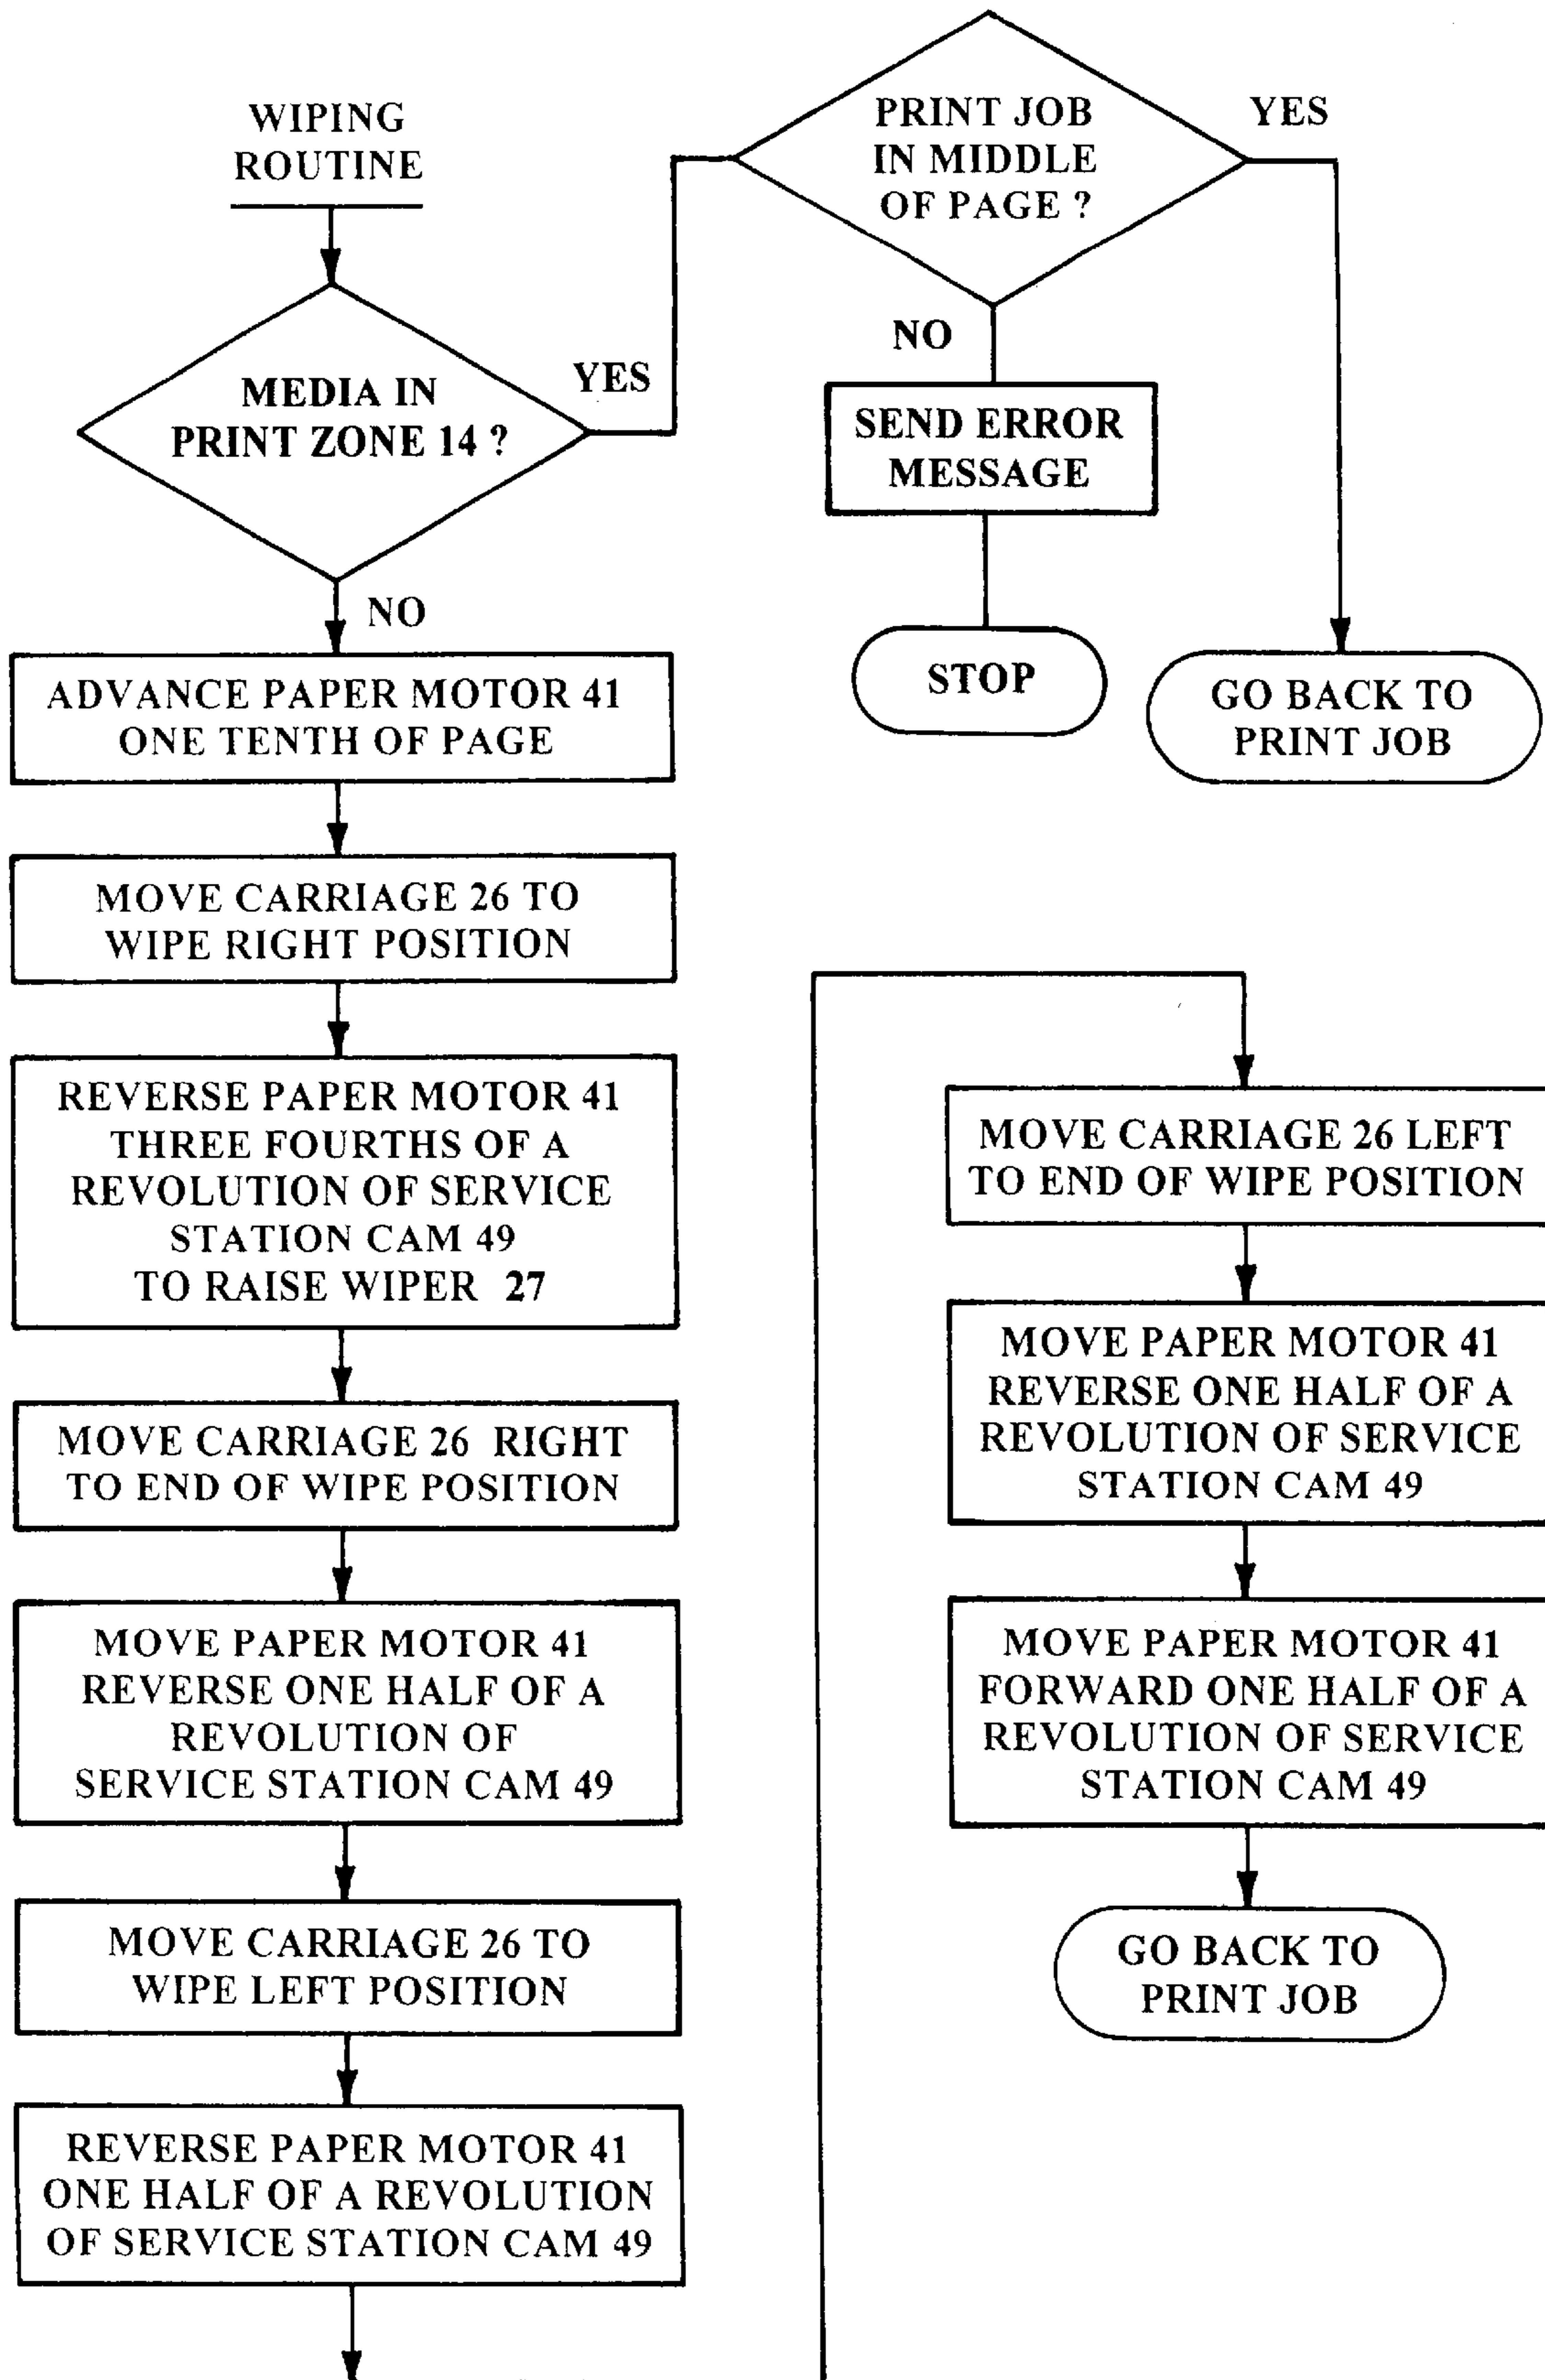 WIPING
ROUTINE
MEDIA IN
PRINT ZONE 14 ?
YES
NO
PRINT JOB
IN MIDDLE
OF PAGE ?
YES
NO
SEND ERROR
MESSAGE
STOP
GO BACK TO
PRINT JOB
ADVANCE PAPER MOTOR 41
ONE TENTH OF PAGE
MOVE CARRIAGE 26 TO
WIPE RIGHT POSITION
REVERSE PAPER MOTOR 41
THREE FOURTHS OF A
REVOLUTION OF SERVICE
STATION CAM 49
TO RAISE WIPER 27
MOVE CARRIAGE 26 RIGHT
TO END OF WIPE POSITION
MOVE PAPER MOTOR 41
REVERSE ONE HALF OF A
REVOLUTION OF
SERVICE STATION CAM 49
MOVE CARRIAGE 26 TO
WIPE LEFT POSITION
REVERSE PAPER MOTOR 41
ONE HALF OF A REVOLUTION
OF SERVICE STATION CAM 49
MOVE CARRIAGE 26 LEFT
TO END OF WIPE POSITION
MOVE PAPER MOTOR 41
REVERSE ONE HALF OF A
REVOLUTION OF SERVICE
STATION CAM 49
MOVE PAPER MOTOR 41
FORWARD ONE HALF OF A
REVOLUTION OF SERVICE
STATION CAM 49
GO BACK TO
PRINT JOB